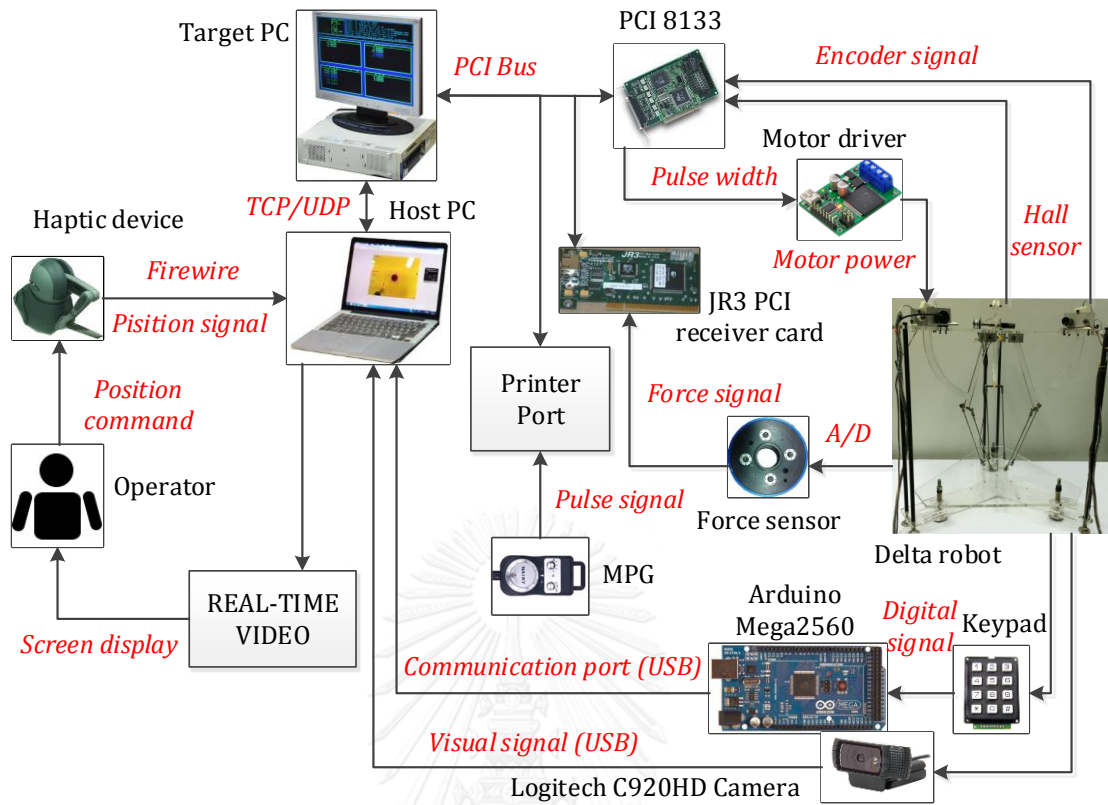 Target PC
PCI 8133
PCI Bus
Encoder signal
Motor driver
Pulse width
TCP/UDP
Host PC
Haptic device
Hall
sensor
Firewire
Motor power
JR3
JR3 PCI
receiver card
Pisition signal
Printer
Port
Position
command
Force signal
A/D
Operator
Pulse signal
Force sensor
MPG
Delta robot
REAL-TIME
VIDEO
Arduino
Mega2560
Digital
signal
Keypad
Screen display
Communication port (USB)
ARDUINO
MEGA
Visual signal (USB)
Logitech C920HD Camera